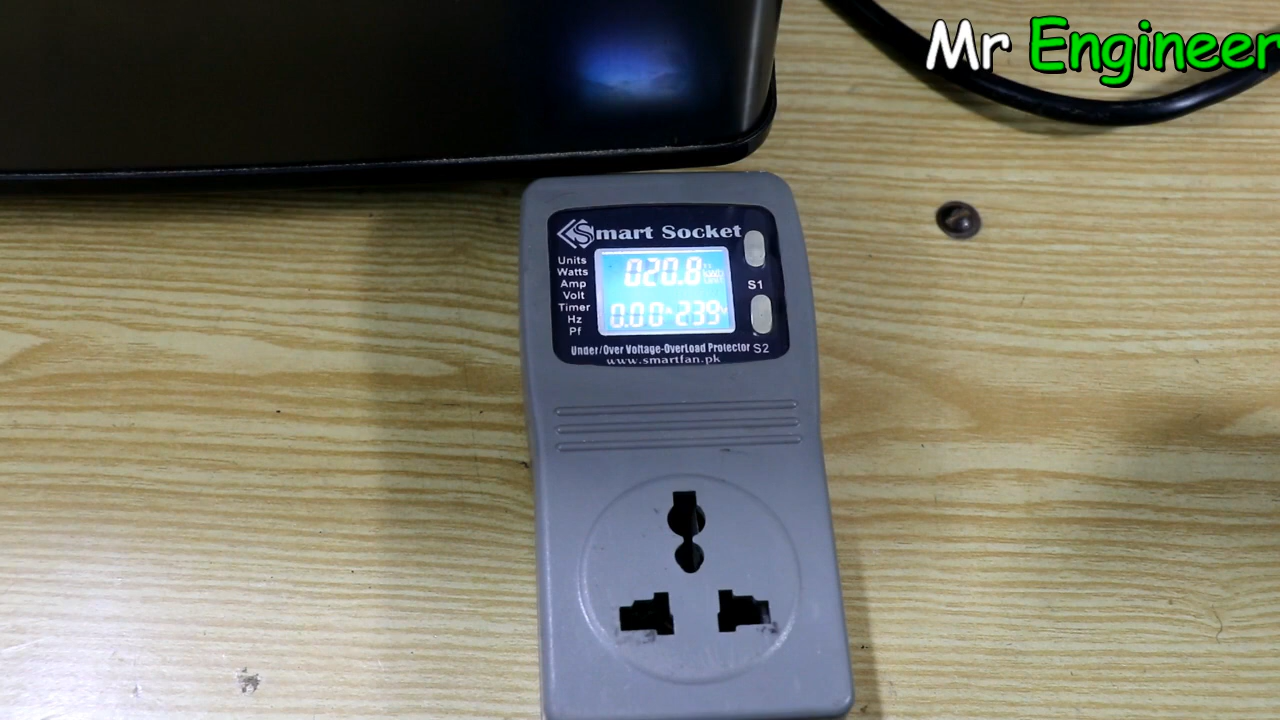 Mr Engineer
Smart Socket
Units
Watts
Amp
Volt
Timer
Hz
Pf
020.8
0.00 A 239 V
S1
S2
Under/Over Voltage-OverLoad Protector
www.smartfan.pk